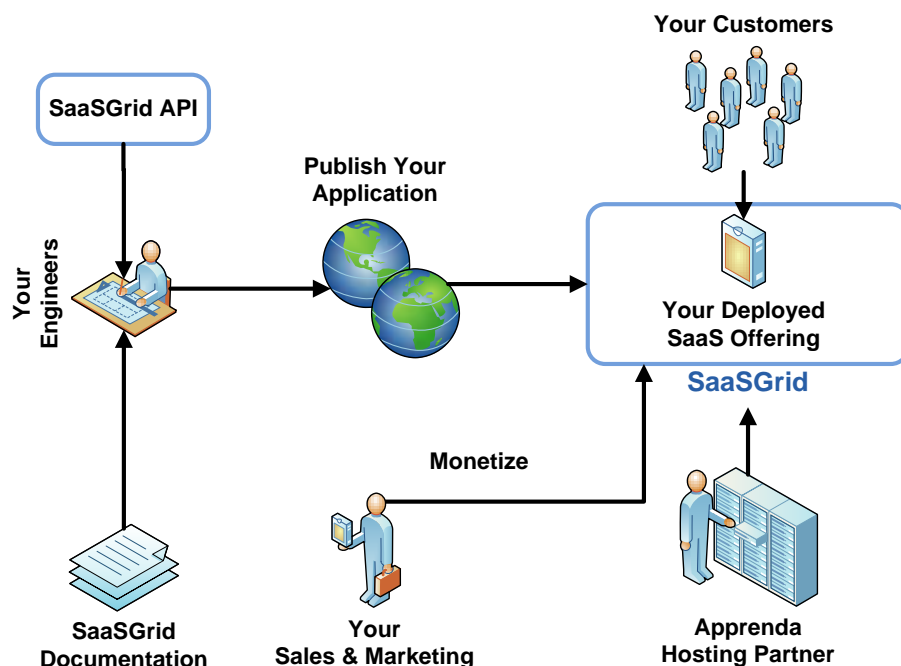 Your Customers
SaaSGrid API
Publish Your
Application
Your
Engineers
Your Deployed
SaaS Offering
SaaSGrid
Monetize
SaaSGrid
Documentation
Your
Sales & Marketing
Apprenda
Hosting Partner